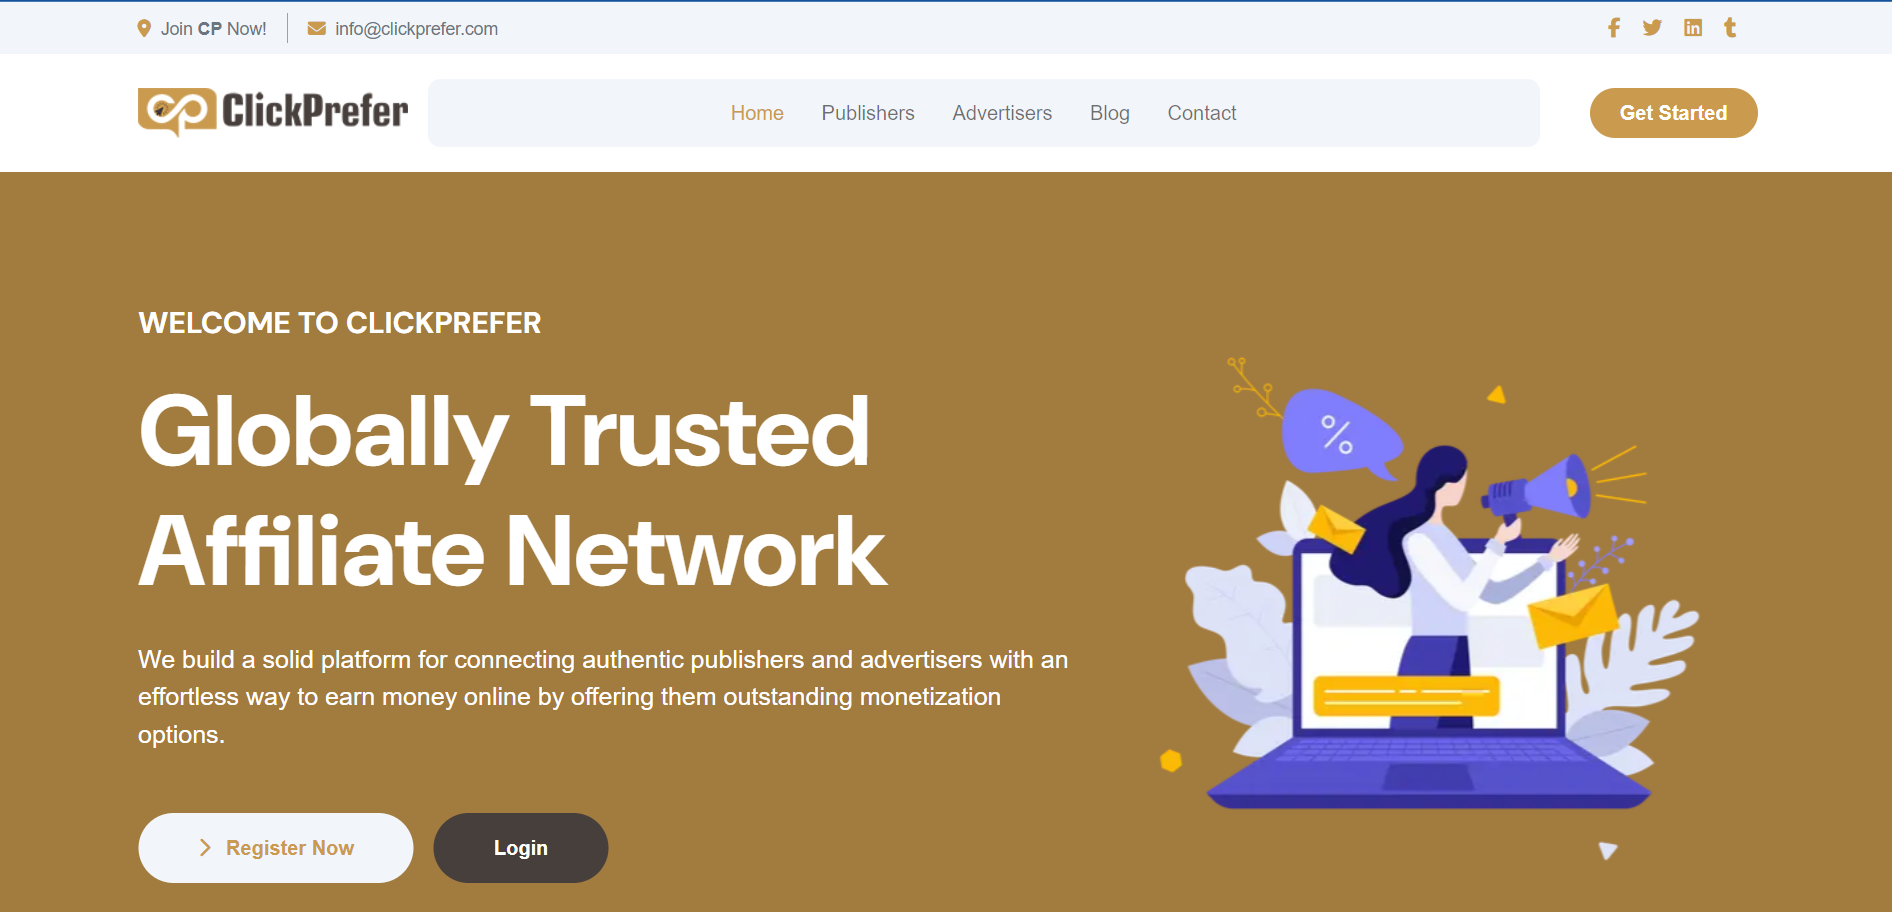 Join CP Now!
info@clickprefer.com
ClickPrefer
Home
Publishers
Advertisers
Blog
Contact
Get Started
WELCOME TO CLICKPREFER
Globally Trusted
Affiliate Network
We build a solid platform for connecting authentic publishers and advertisers with an
effortless way to earn money online by offering them outstanding monetization
options.
Register Now
Login
%